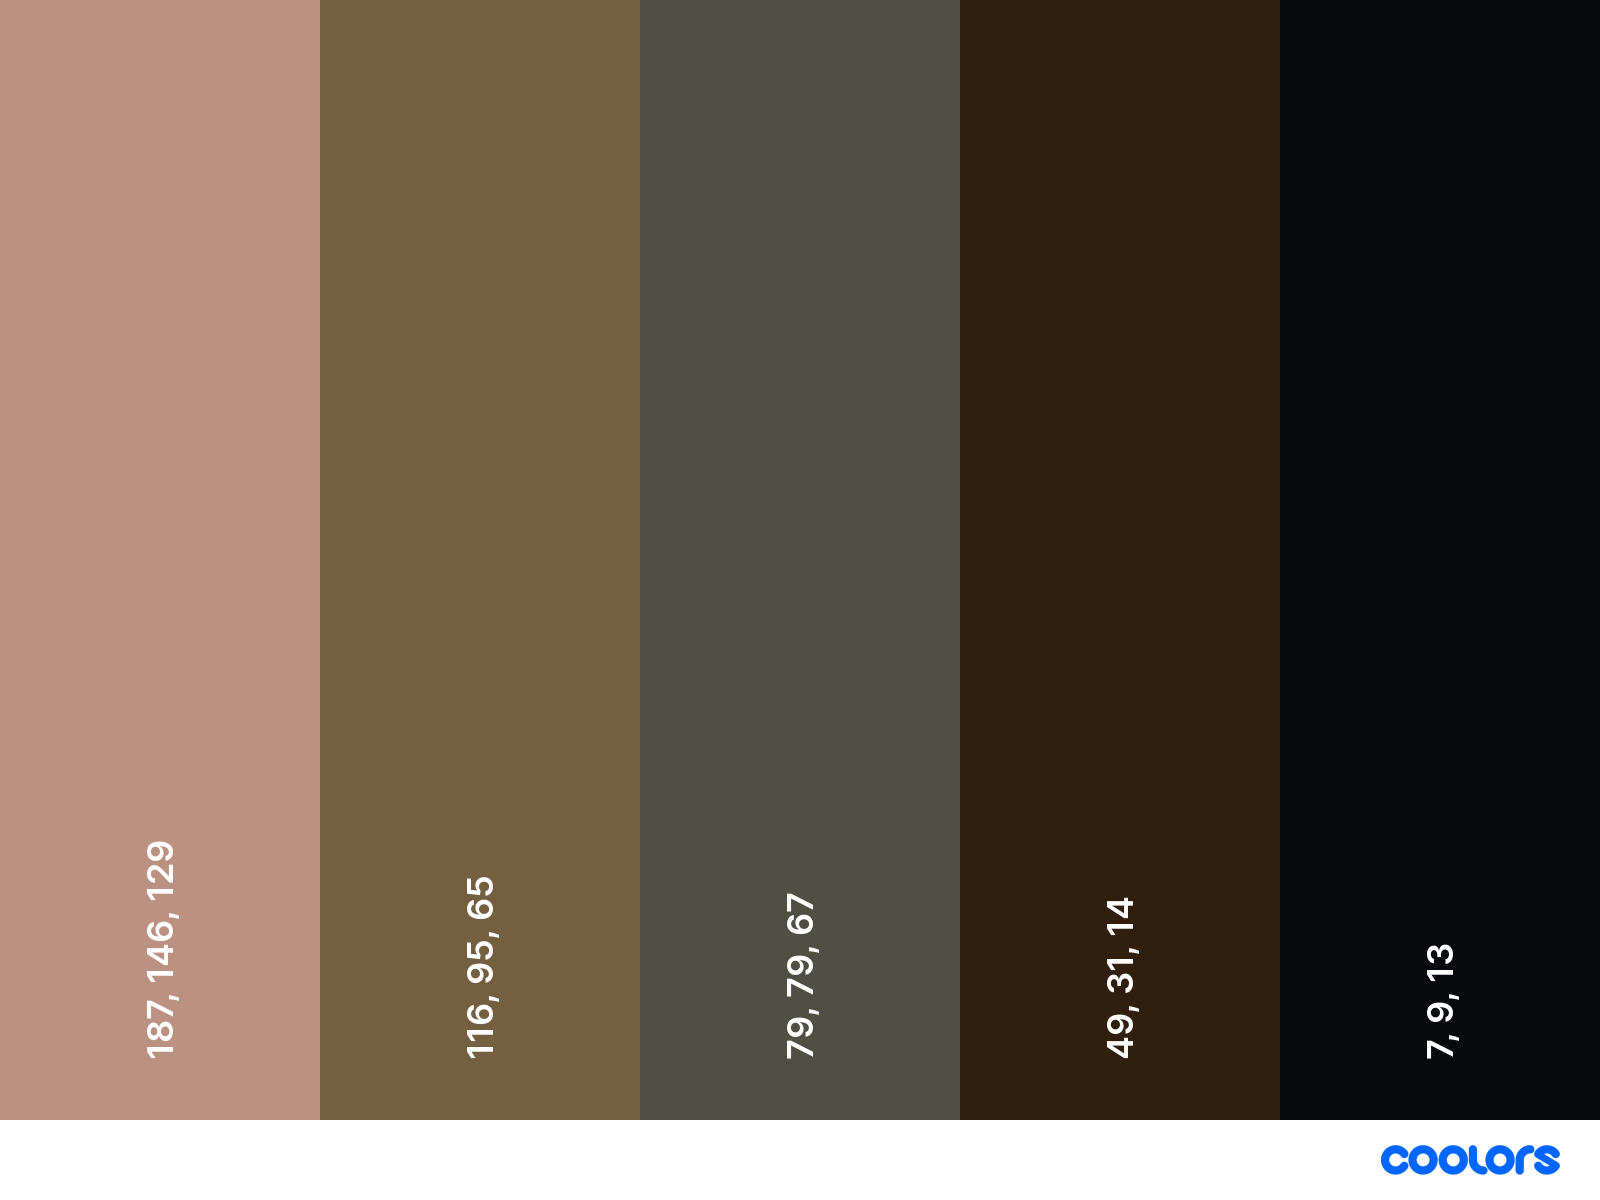 187, 146, 129
116, 95, 65
79, 79, 67
49, 31, 14
7, 9, 13
coolors